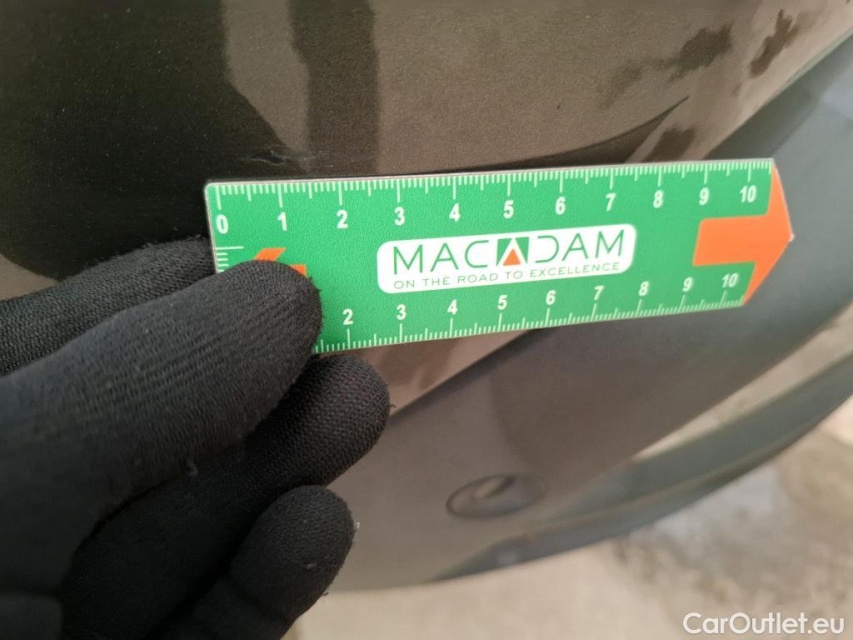 0 1 2 3 4 5 6 7 8 9 10
MACADAM
ON THE ROAD TO EXCELLENCE
2 3 4 5 6 7 8 9 10
CarOutlet.eu